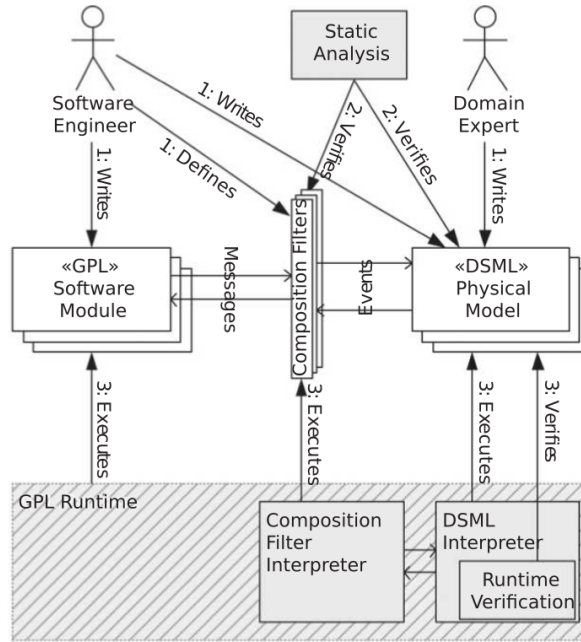 Software
Engineer
Static
Analysis
Domain
Expert
1: Writes
1: Defines
1: Writes
2: Verifies
2: Verifies
1: Writes
«GPL»
Software
Module
Messages
Composition Filters
Events
«DSML»
Physical
Model
3: Executes
3: Executes
3: Executes
3: Verifies
GPL Runtime
Composition
Filter
Interpreter
DSML
Interpreter
Runtime
Verification